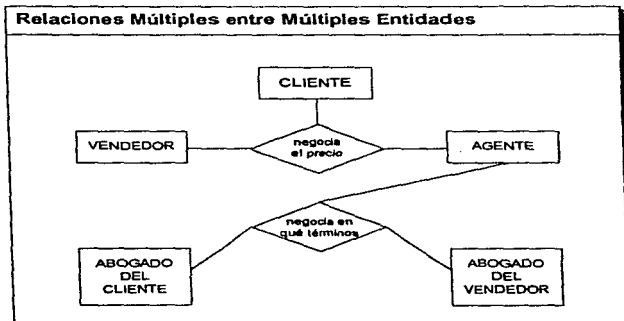 Relaciones Múltiples entre Múltiples Entidades
CLIENTE
VENDEDOR
negocia
el precio
AGENTE
negocia en
qué términos
ABOGADO
DEL
CLIENTE
ABOGADO
DEL
VENDEDOR